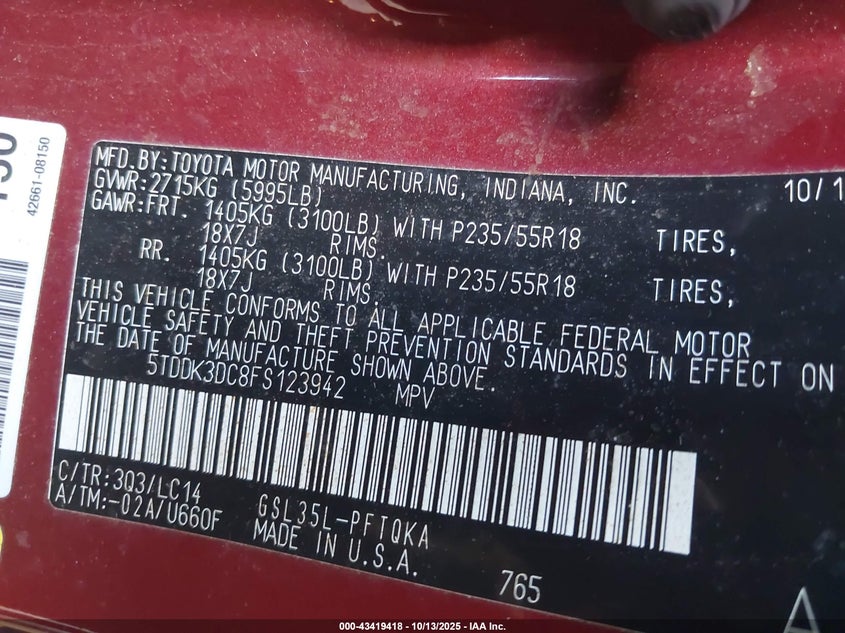 42661-08150
MFD.BY:TOYOTA MOTOR MANUFACTURING, INDIANA, INC. 10/1
GVWR:2715KG (5995LB)
GAWR:FRT. 1405KG (3100LB) WITH P235/55R18 TIRES,
18X7J RIMS.
RR. 1405KG (3100LB) WITH P235/55R18 TIRES,
18X7J RIMS.
THIS VEHICLE CONFORMS TO ALL APPLICABLE FEDERAL MOTOR
VEHICLE SAFETY AND THEFT PREVENTION STANDARDS IN EFFECT ON
THE DATE OF MANUFACTURE SHOWN ABOVE.
5TDDK3DC8FS123942 MPV
C/TR:3Q3/LC14
A/TM:-02A/U660F GSL35L-PFTQKA
MADE IN U.S.A.
765
A
000-43419418 - 10/13/2025 - IAA Inc.